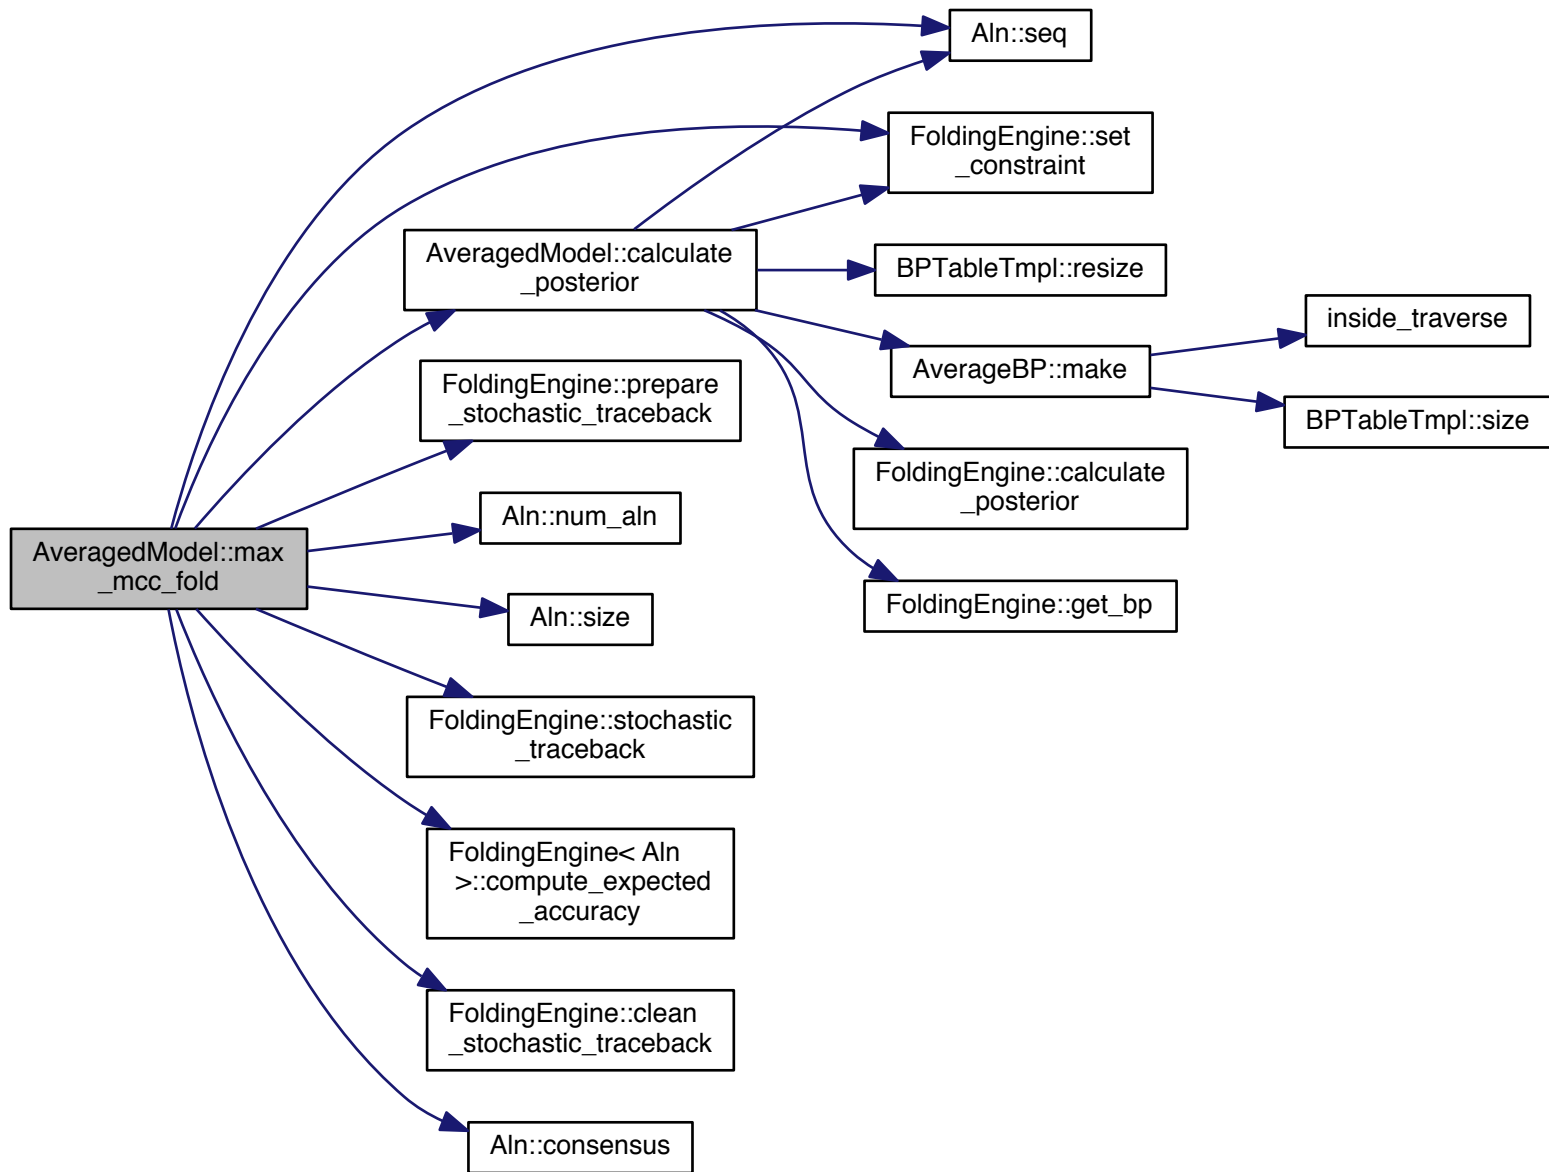 Aln::seq
FoldingEngine::set
_constraint
AveragedModel::calculate
_posterior
BPTableTmpl::resize
inside_traverse
AverageBP::make
BPTableTmpl::size
FoldingEngine::prepare
_stochastic_traceback
FoldingEngine::calculate
_posterior
Aln::num_aln
AveragedModel::max
_mcc_fold
FoldingEngine::get_bp
Aln::size
FoldingEngine::stochastic
_traceback
FoldingEngine< Aln
>::compute_expected
_accuracy
FoldingEngine::clean
_stochastic_traceback
Aln::consensus